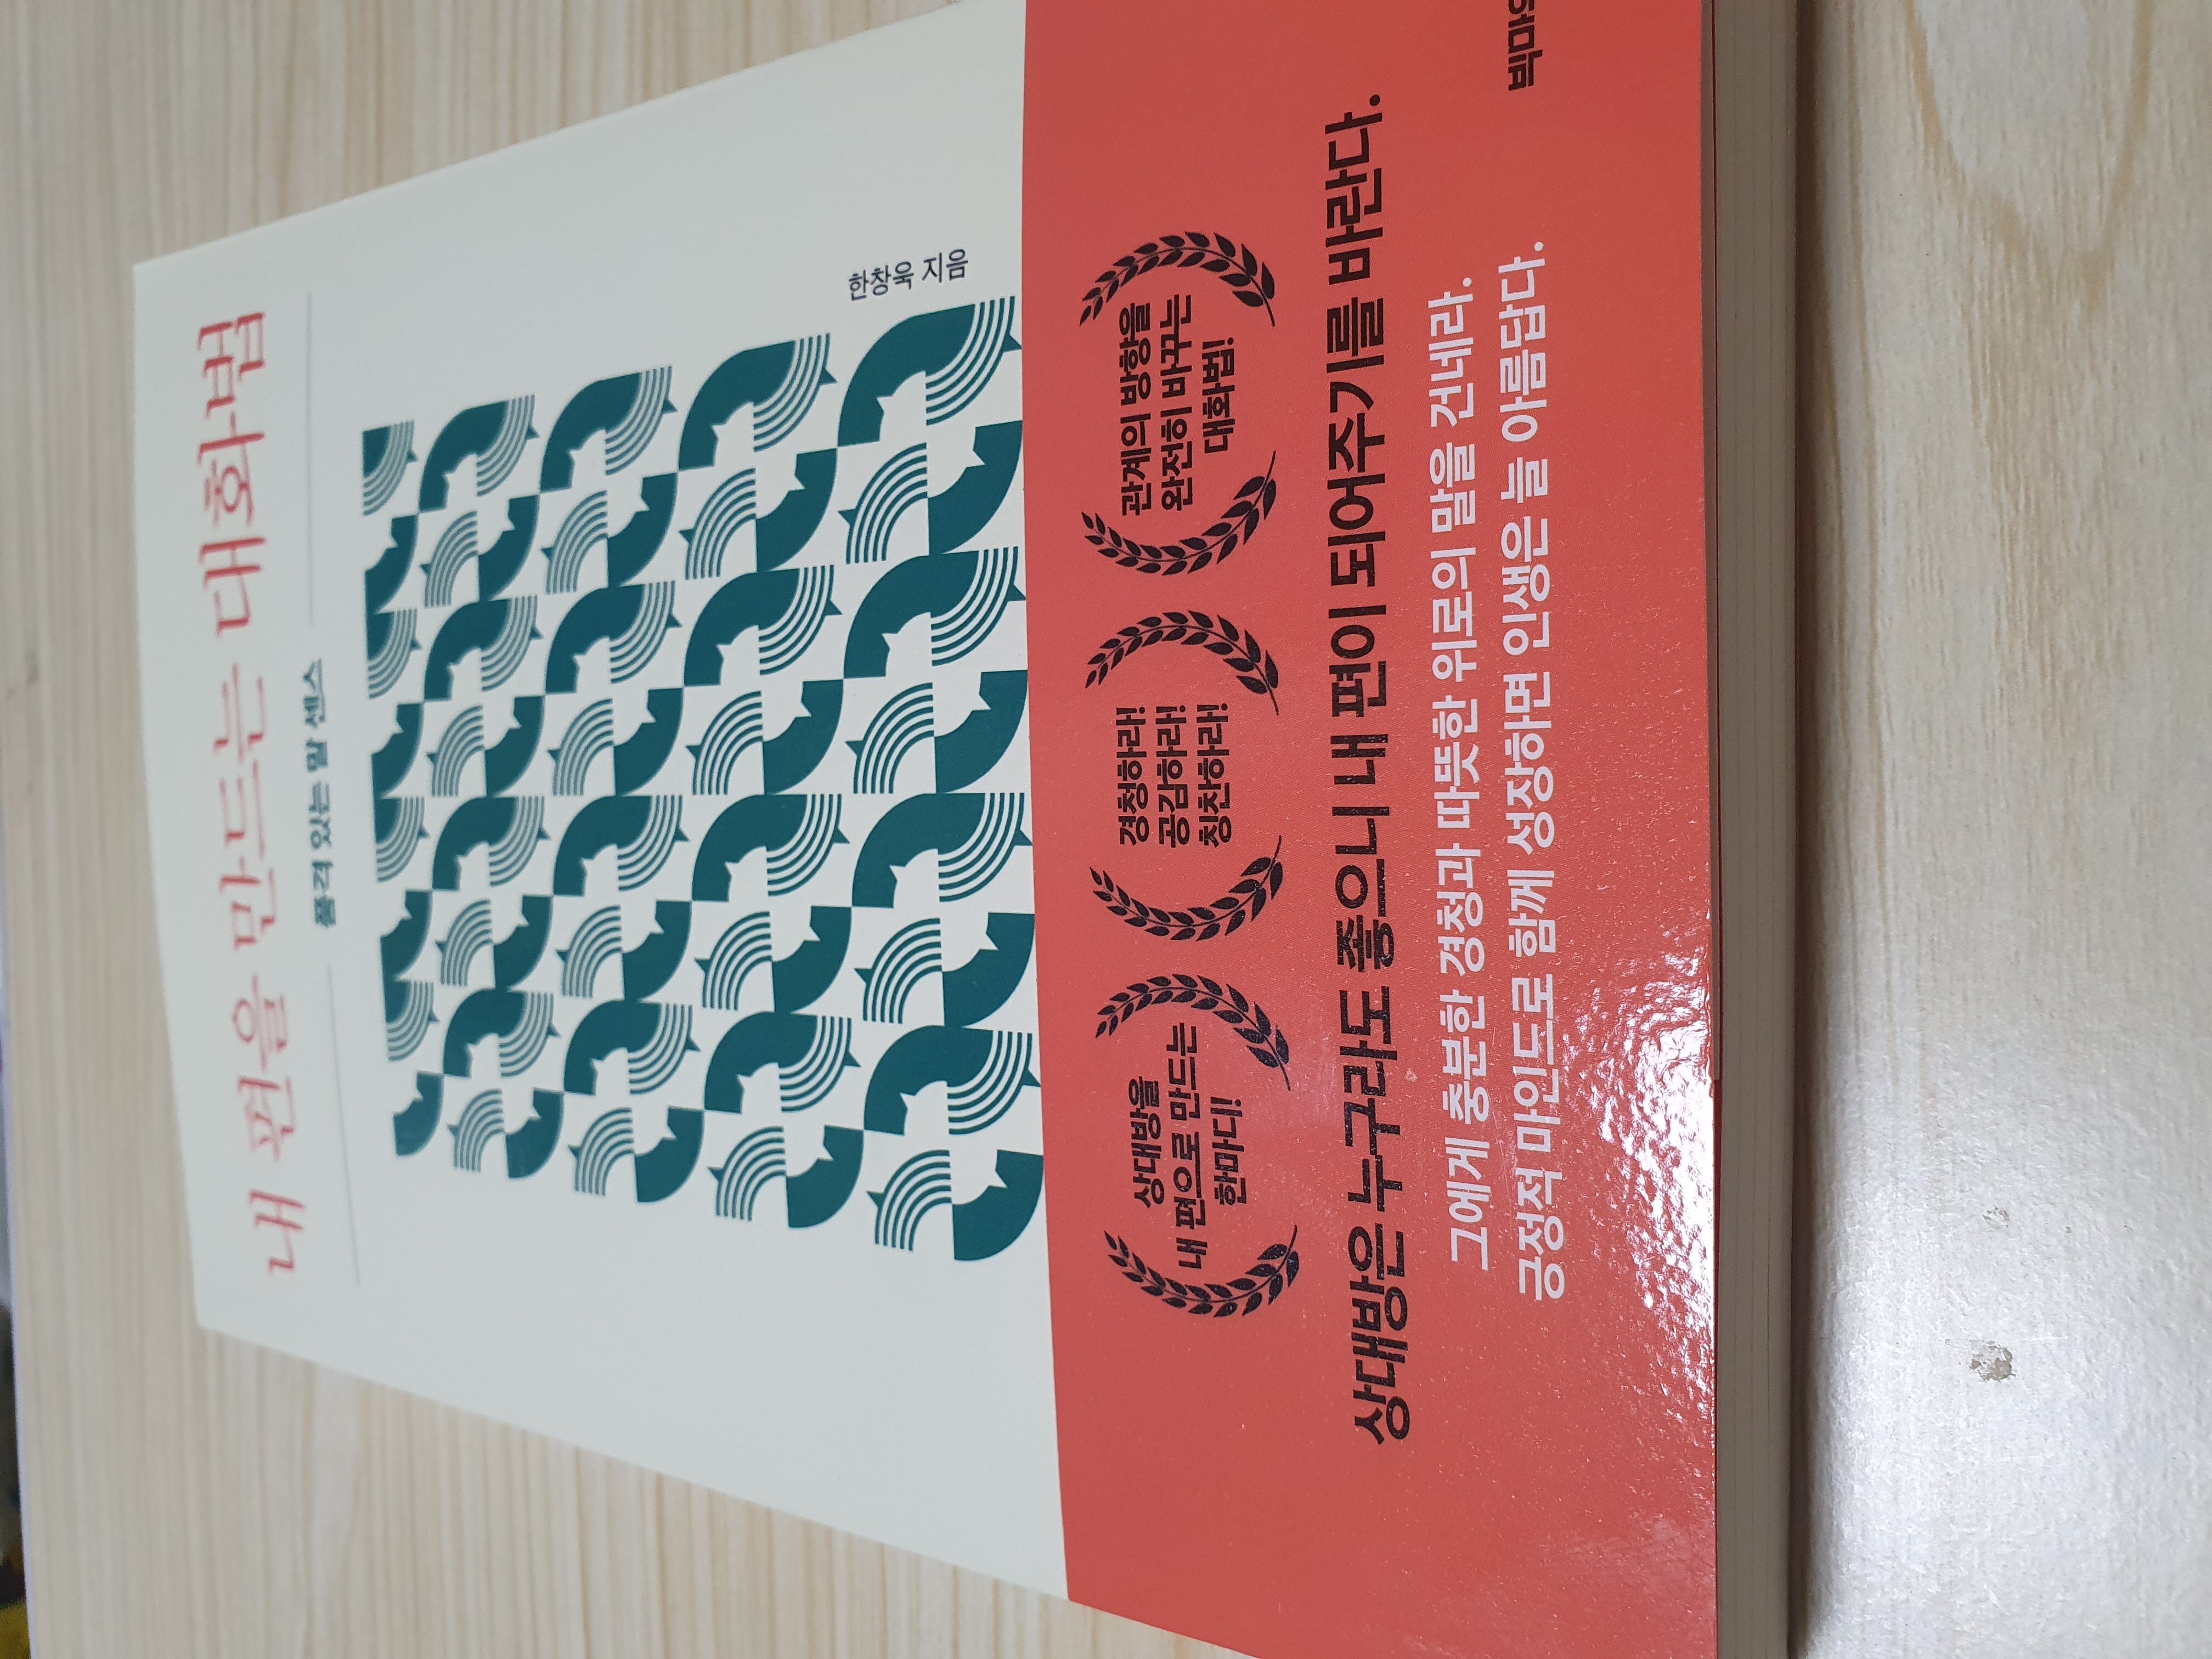 내 편을 만드는 대화법
품격 있는 말 센스
한창욱 지음
상대방을
내 편으로 만드는
한마디!
경청하라!
공감하라!
칭찬하라!
관계의 방향을
완전히 바꾸는
대화법!
상대방은 누구라도 좋으니 내 편이 되어주기를 바란다.
그에게 충분한 경청과 따뜻한 위로의 말을 건네라.
긍정적 마인드로 함께 성장하면 인생은 늘 아름답다.